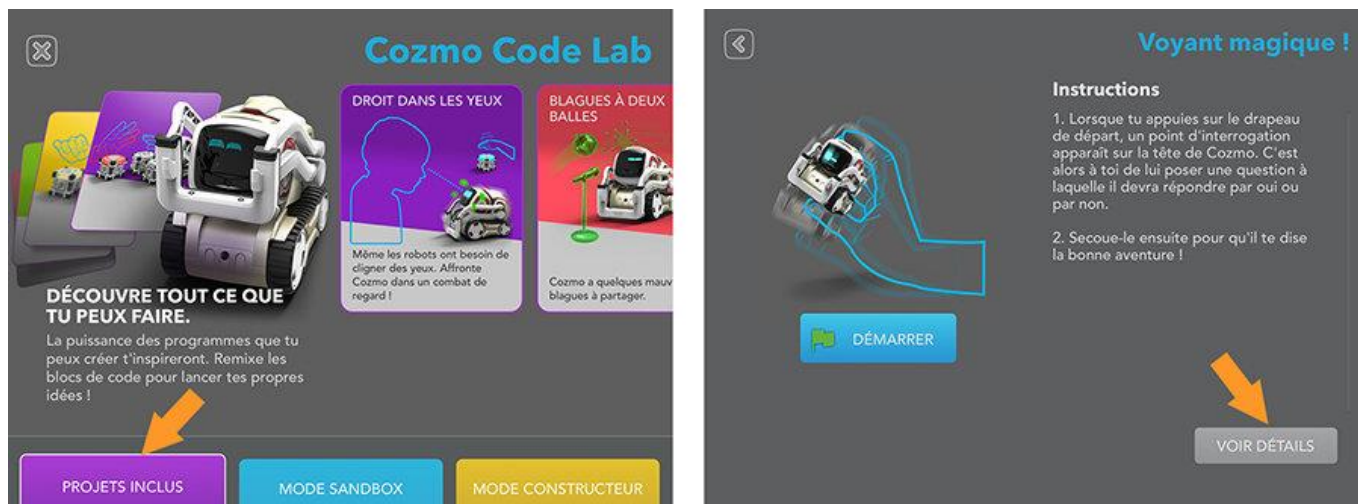 Cozmo Code Lab
DROIT DANS LES YEUX
Même les robots ont besoin de
cligner des yeux. Affronte
Cozmo dans un combat de
regard !
BLAGUES À DEUX
BALLES
Cozmo a quelques mauv
blagues à partager.
DÉCOUVRE TOUT CE QUE
TU PEUX FAIRE.
La puissance des programmes que tu
peux créer t'inspireront. Remixe les
blocs de code pour lancer tes propres
idées !
PROJETS INCLUS
MODE SANDBOX
MODE CONSTRUCTEUR
Voyant magique !
Instructions
1. Lorsque tu appuies sur le drapeau
de départ, un point d'interrogation
apparaît sur la tête de Cozmo. C'est
alors à toi de lui poser une question à
laquelle il devra répondre par oui ou
par non.
2. Secoue-le ensuite pour qu'il te dise
la bonne aventure !
DÉMARRER
VOIR DÉTAILS